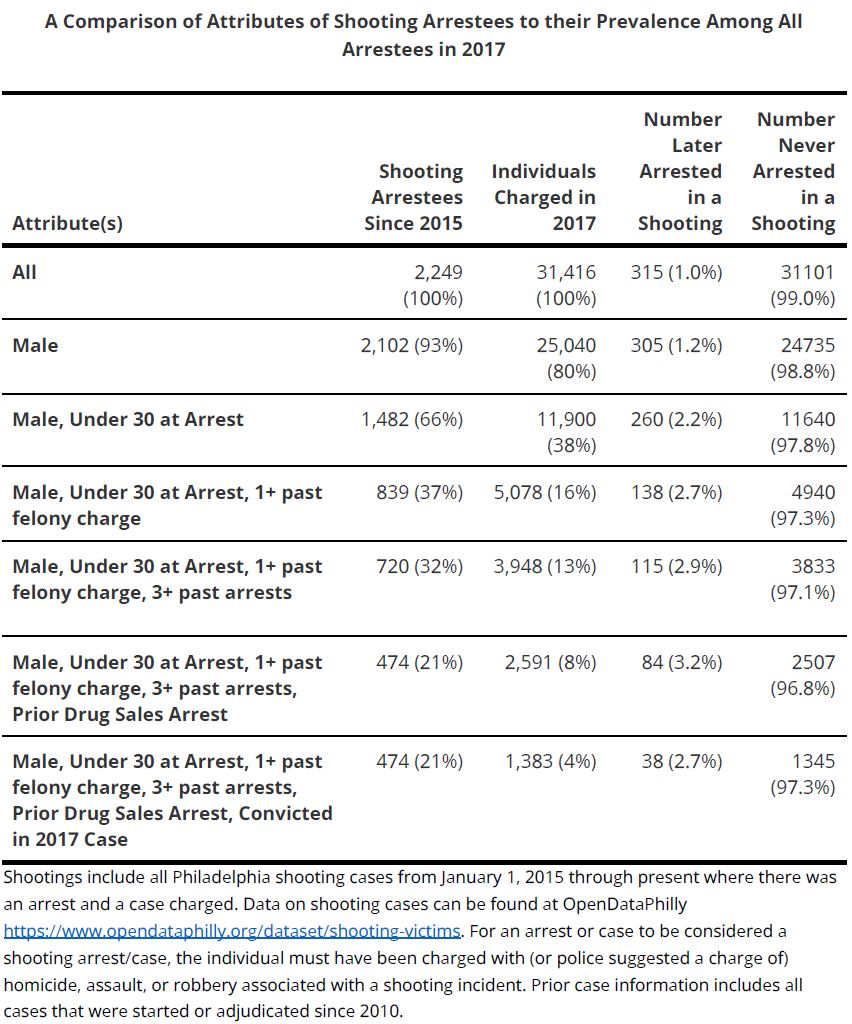 A Comparison of Attributes of Shooting Arrestees to their Prevalence Among All
Arrestees in 2017
Attribute(s) Shooting Arrestees Since 2015 Individuals Charged in 2017 Number Later Arrested in a Shooting Number Never Arrested in a Shooting
All 2,249 31,416 315 (1.0%) 31101
(100%) (100%) (99.0%)
Male 2,102 (93%) 25,040 305 (1.2%) 24735
(80%) (98.8%)
Male, Under 30 at Arrest 1,482 (66%) 11,900 260 (2.2%) 11640
(38%) (97.8%)
Male, Under 30 at Arrest, 1+ past 839 (37%) 5,078 (16%) 138 (2.7%) 4940
felony charge (97.3%)
Male, Under 30 at Arrest, 1+ past 720 (32%) 3,948 (13%) 115 (2.9%) 3833
felony charge, 3+ past arrests (97.1%)
Male, Under 30 at Arrest, 1+ past 474 (21%) 2,591 (8%) 84 (3.2%) 2507
felony charge, 3+ past arrests, (96.8%)
Prior Drug Sales Arrest
Male, Under 30 at Arrest, 1+ past 474 (21%) 1,383 (4%) 38 (2.7%) 1345
felony charge, 3+ past arrests, (97.3%)
Prior Drug Sales Arrest, Convicted
in 2017 Case
Shootings include all Philadelphia shooting cases from January 1, 2015 through present where there was
an arrest and a case charged. Data on shooting cases can be found at OpenDataPhilly
https://www.opendataphilly.org/dataset/shooting-victims. For an arrest or case to be considered a
shooting arrest/case, the individual must have been charged with (or police suggested a charge of)
homicide, assault, or robbery associated with a shooting incident. Prior case information includes all
cases that were started or adjudicated since 2010.